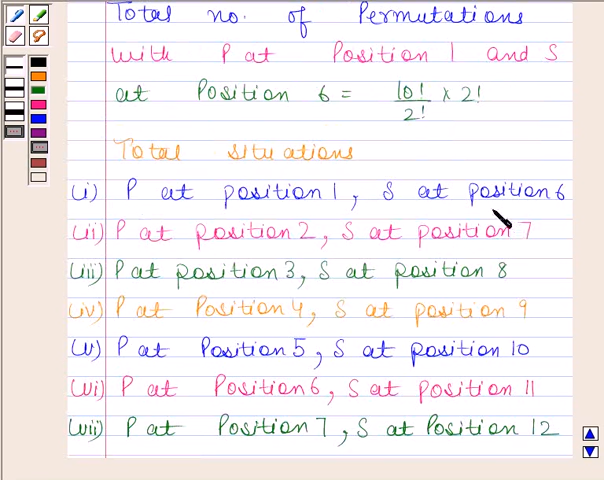 Total no. of Permutations
with P at Position 1 and S
at Position 6 = 10!/2! × 2!
Total situations
(i) P at position 1, S at position 6
(ii) P at position 2, S at position 7
(iii) P at position 3, S at position 8
(iv) P at Position 4, S at position 9
(v) P at Position 5, S at position 10
(vi) P at Position 6, S at position 11
(vii) P at Position 7, S at Position 12